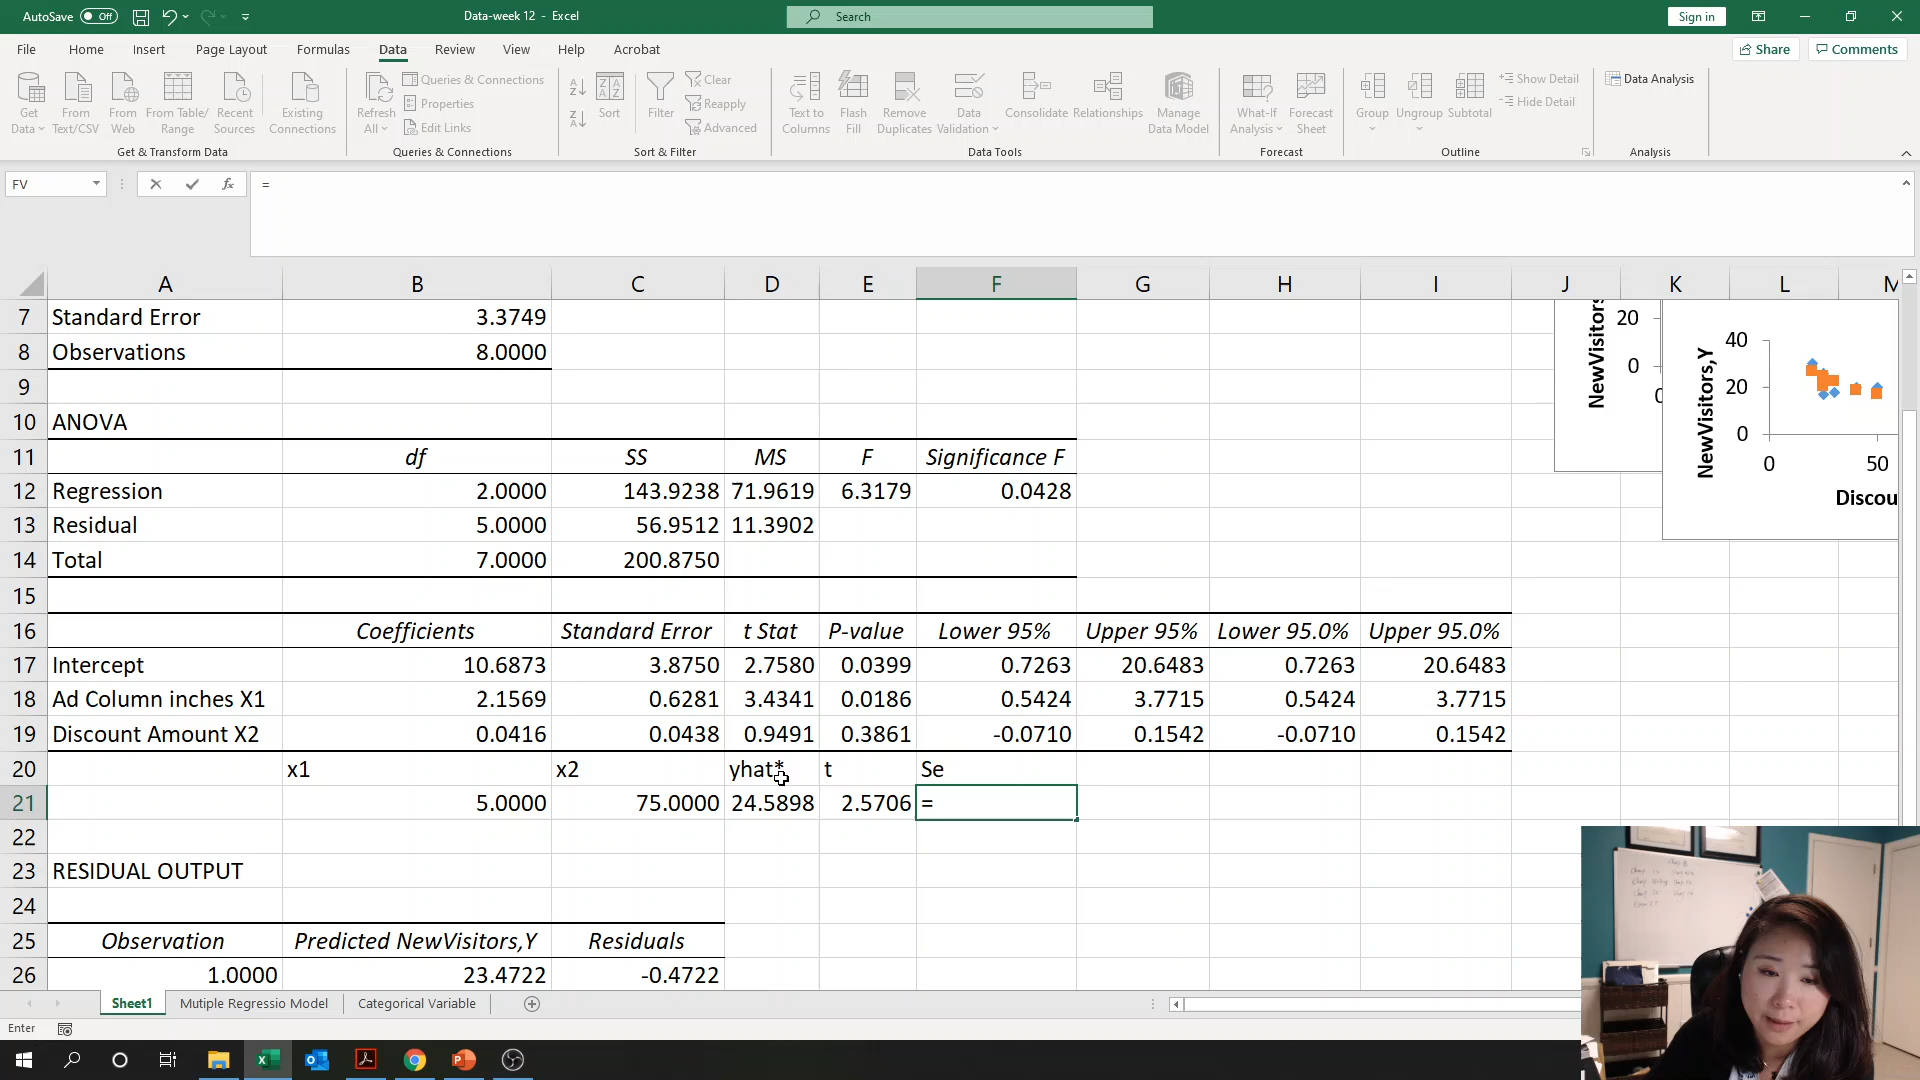 AutoSave Off Data-week 12 - Excel Search Sign in
File Home Insert Page Layout Formulas Data Review View Help Acrobat Share Comments
Get Data From Text/CSV From Web From Table/ Range Recent Sources Existing Connections
Get & Transform Data
Refresh All Queries & Connections
Properties
Edit Links
Queries & Connections
Sort Filter Clear
Reapply
Advanced
Sort & Filter
Text to Columns Flash Fill Remove Duplicates Data Validation Consolidate Relationships Manage Data Model
Data Tools
What-If Analysis Forecast Sheet
Forecast
Group Ungroup Subtotal Show Detail
Hide Detail
Outline
Data Analysis
Analysis
FV fx =
A B C D E F G H I J K L M
7 Standard Error 3.3749
8 Observations 8.0000
9
10 ANOVA
11 df SS MS F Significance F
12 Regression 2.0000 143.9238 71.9619 6.3179 0.0428
13 Residual 5.0000 56.9512 11.3902
14 Total 7.0000 200.8750
15
16 Coefficients Standard Error t Stat P-value Lower 95% Upper 95% Lower 95.0% Upper 95.0%
17 Intercept 10.6873 3.8750 2.7580 0.0399 0.7263 20.6483 0.7263 20.6483
18 Ad Column inches X1 2.1569 0.6281 3.4341 0.0186 0.5424 3.7715 0.5424 3.7715
19 Discount Amount X2 0.0416 0.0438 0.9491 0.3861 -0.0710 0.1542 -0.0710 0.1542
20 x1 x2 yhat* t Se
21 5.0000 75.0000 24.5898 2.5706 =
22
23 RESIDUAL OUTPUT
24
25 Observation Predicted NewVisitors,Y Residuals
26 1.0000 23.4722 -0.4722
NewVisitors
20
0
NewVisitors,Y
40
20
0
0 50
Discou
Sheet1 Mutiple Regressio Model Categorical Variable
Enter